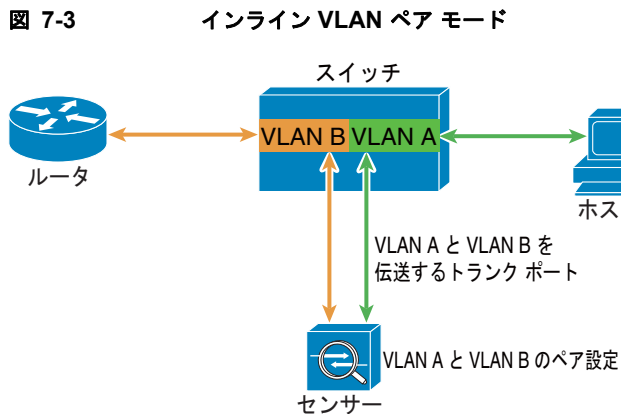 図 7-3 インライン VLAN ペア モード
スイッチ
VLAN B VLAN A
ルータ
ホス
VLAN A と VLAN B を
伝送するトランク ポート
VLAN A と VLAN B のペア設定
センサー